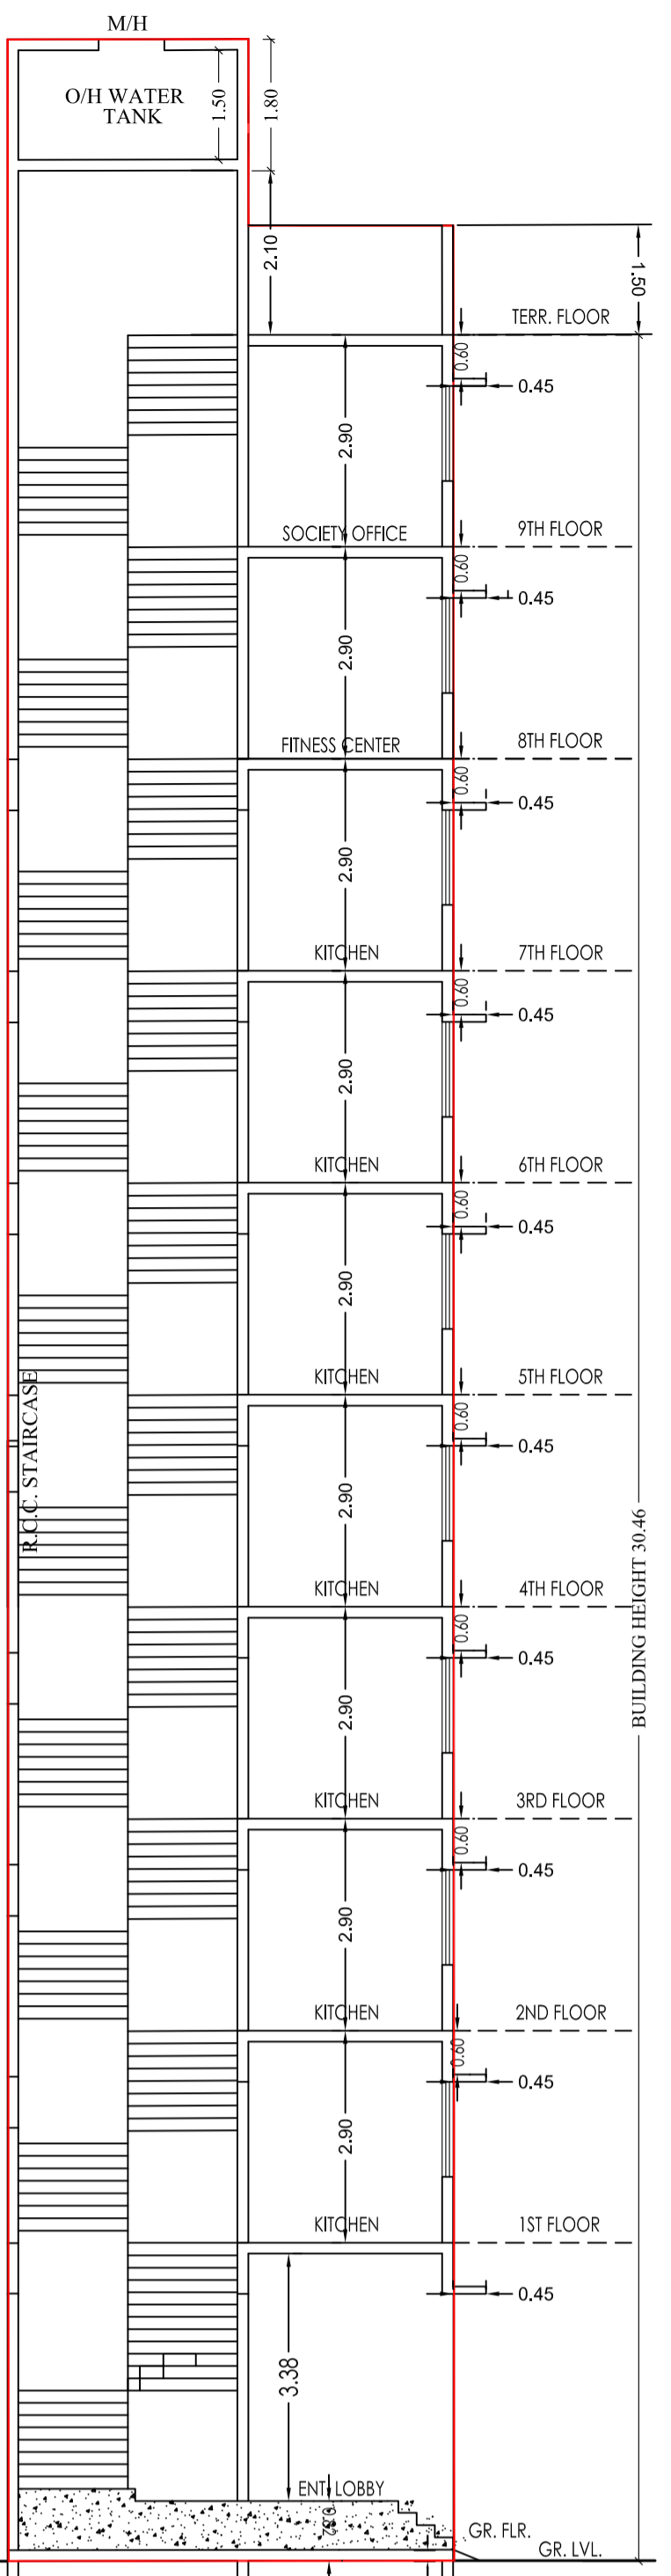 M/H
O/H WATER
TANK
1.50
1.80
2.10
1.50
TERR. FLOOR
0.60
0.45
2.90
SOCIETY OFFICE
9TH FLOOR
0.60
0.45
2.90
FITNESS CENTER
8TH FLOOR
0.60
0.45
2.90
KITCHEN
7TH FLOOR
0.60
0.45
2.90
KITCHEN
6TH FLOOR
0.60
0.45
2.90
KITCHEN
5TH FLOOR
R.C.C. STAIRCASE
0.60
0.45
2.90
KITCHEN
4TH FLOOR
BUILDING HEIGHT 30.46
0.60
0.45
2.90
KITCHEN
3RD FLOOR
0.60
0.45
2.90
KITCHEN
2ND FLOOR
0.60
0.45
2.90
KITCHEN
1ST FLOOR
0.45
3.38
ENT. LOBBY
GR. FLR.
GR. LVL.